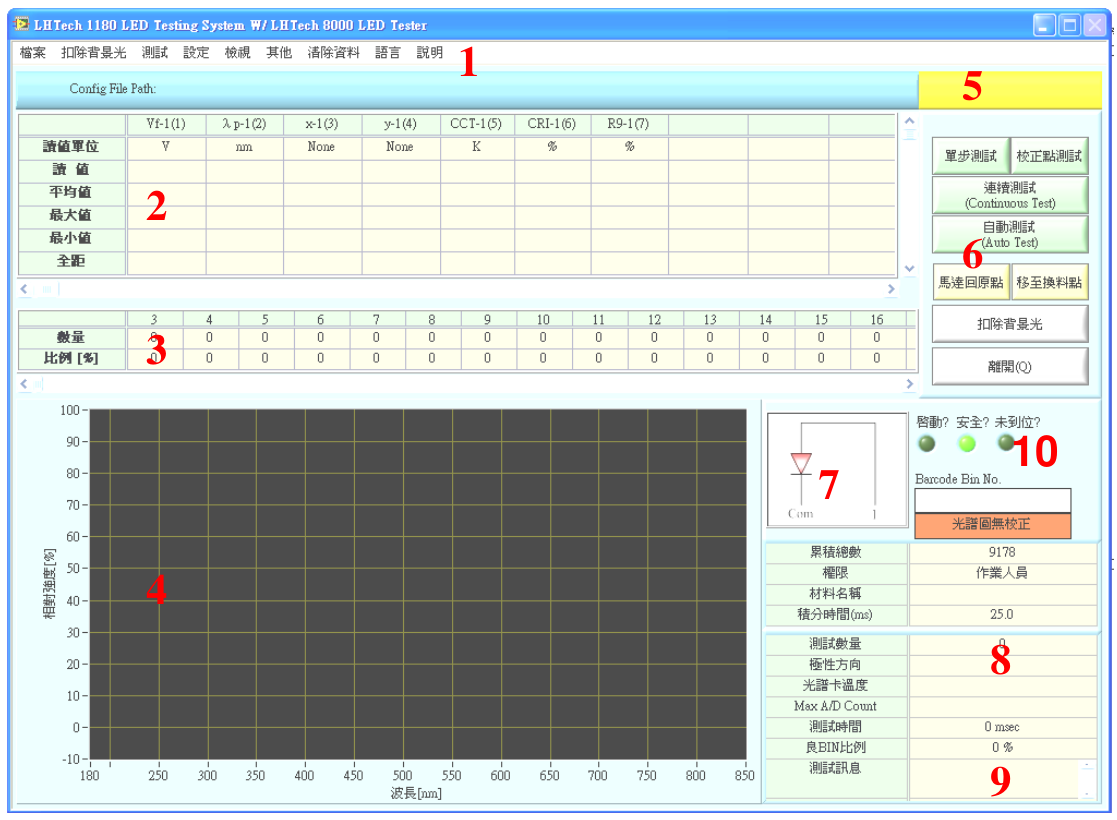 LHTech 1180 LED Testing System W/ LHTech 8000 LED Tester
檔案 扣除背景光 測試 設定 檢視 其他 清除資料 語言 說明
1
Config File Path:
5
Vf-1(1) λ p-1(2) x-1(3) y-1(4) CCT-1(5) CRI-1(6) R9-1(7)
讀值單位 V nm None None K % %
讀 值
平均值
最大值
最小值
全距
2
單步測試 校正點測試
連續測試
(Continuous Test)
自動測試
(Auto Test)
6
馬達回原點 移至換料點
扣除背景光
離開(Q)
3 4 5 6 7 8 9 10 11 12 13 14 15 16
數量 0 0 0 0 0 0 0 0 0 0 0 0 0 0
比例 [%] 0 0 0 0 0 0 0 0 0 0 0 0 0 0
3
100
90
80
70
60
50
40
30
20
10
0
-10
相對強度[%]
4
180 250 300 350 400 450 500 550 600 650 700 750 800 850
波長[nm]
7
Com 1
啓動? 安全? 未到位?
10
Barcode Bin No.
光譜圖無校正
累積總數 9178
權限 作業人員
材料名稱
積分時間(ms) 25.0
測試數量 0
極性方向
8
光譜卡溫度
Max A/D Count
測試時間 0 msec
良BIN比例 0 %
測試訊息
9